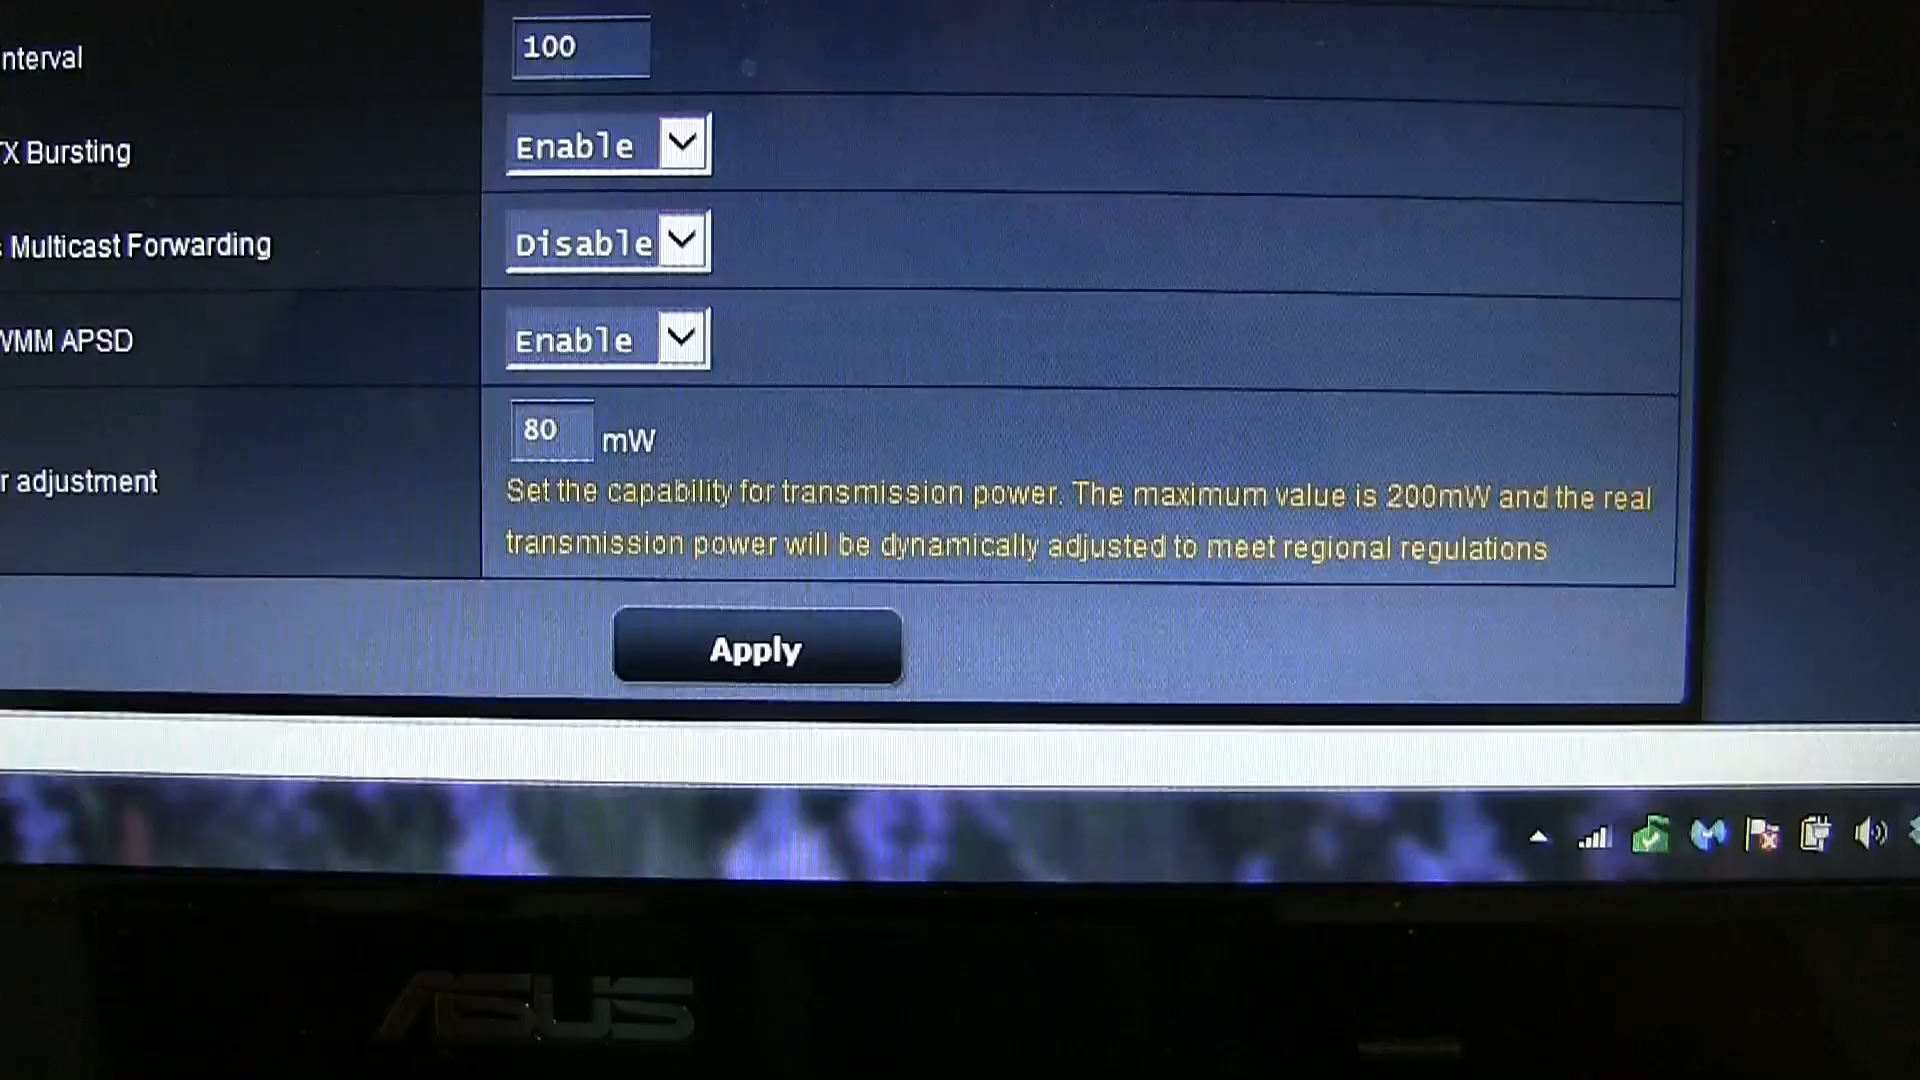 nterval
100
TX Bursting
Enable
s Multicast Forwarding
Disable
WMM APSD
Enable
80 mW
r adjustment
Set the capability for transmission power. The maximum value is 200mW and the real
transmission power will be dynamically adjusted to meet regional regulations
Apply
ASUS